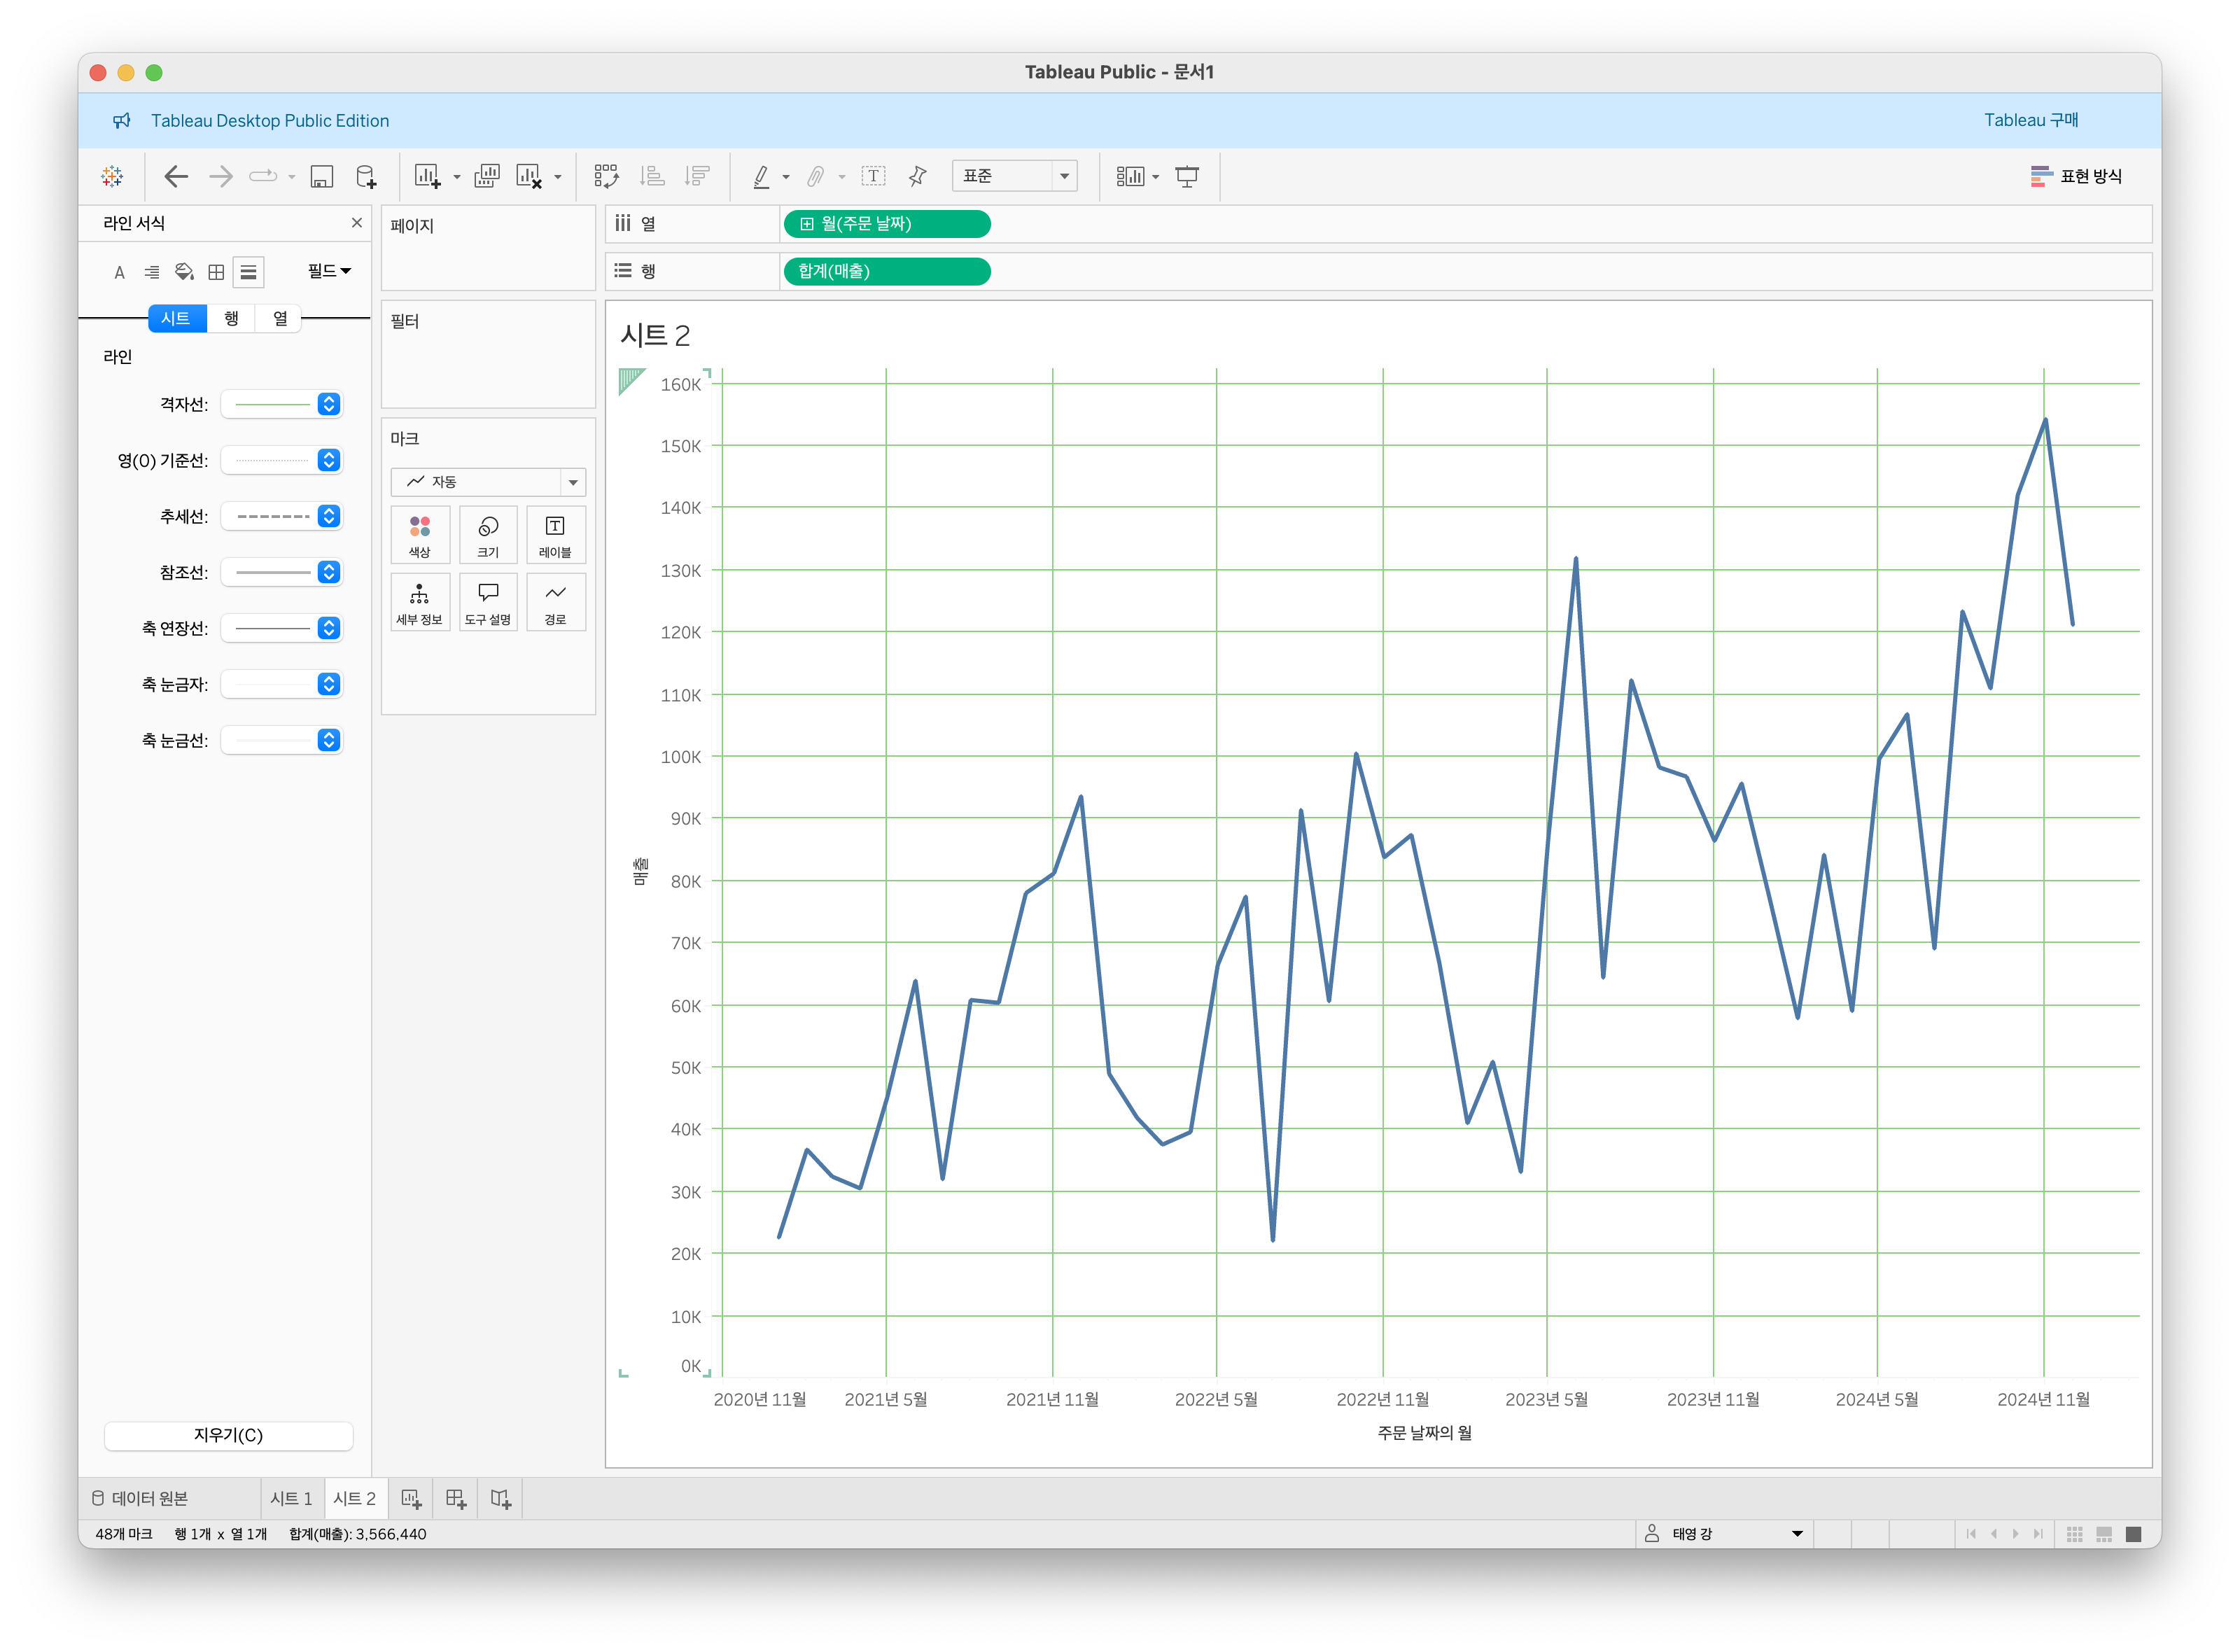 Tableau Public - 문서1
Tableau Desktop Public Edition
Tableau 구매
표준
표현 방식
라인 서식
필드
시트
행
열
라인
격자선:
영(0) 기준선:
추세선:
참조선:
축 연장선:
축 눈금자:
축 눈금선:
지우기(C)
페이지
필터
마크
자동
색상
크기
레이블
세부 정보
도구 설명
경로
열
월(주문 날짜)
행
합계(매출)
시트 2
160K
150K
140K
130K
120K
110K
100K
90K
80K
70K
60K
50K
40K
30K
20K
10K
0K
매출
2020년 11월
2021년 5월
2021년 11월
2022년 5월
2022년 11월
2023년 5월
2023년 11월
2024년 5월
2024년 11월
주문 날짜의 월
데이터 원본
시트 1
시트 2
48개 마크
행 1개 x 열 1개
합계(매출): 3,566,440
태영 강